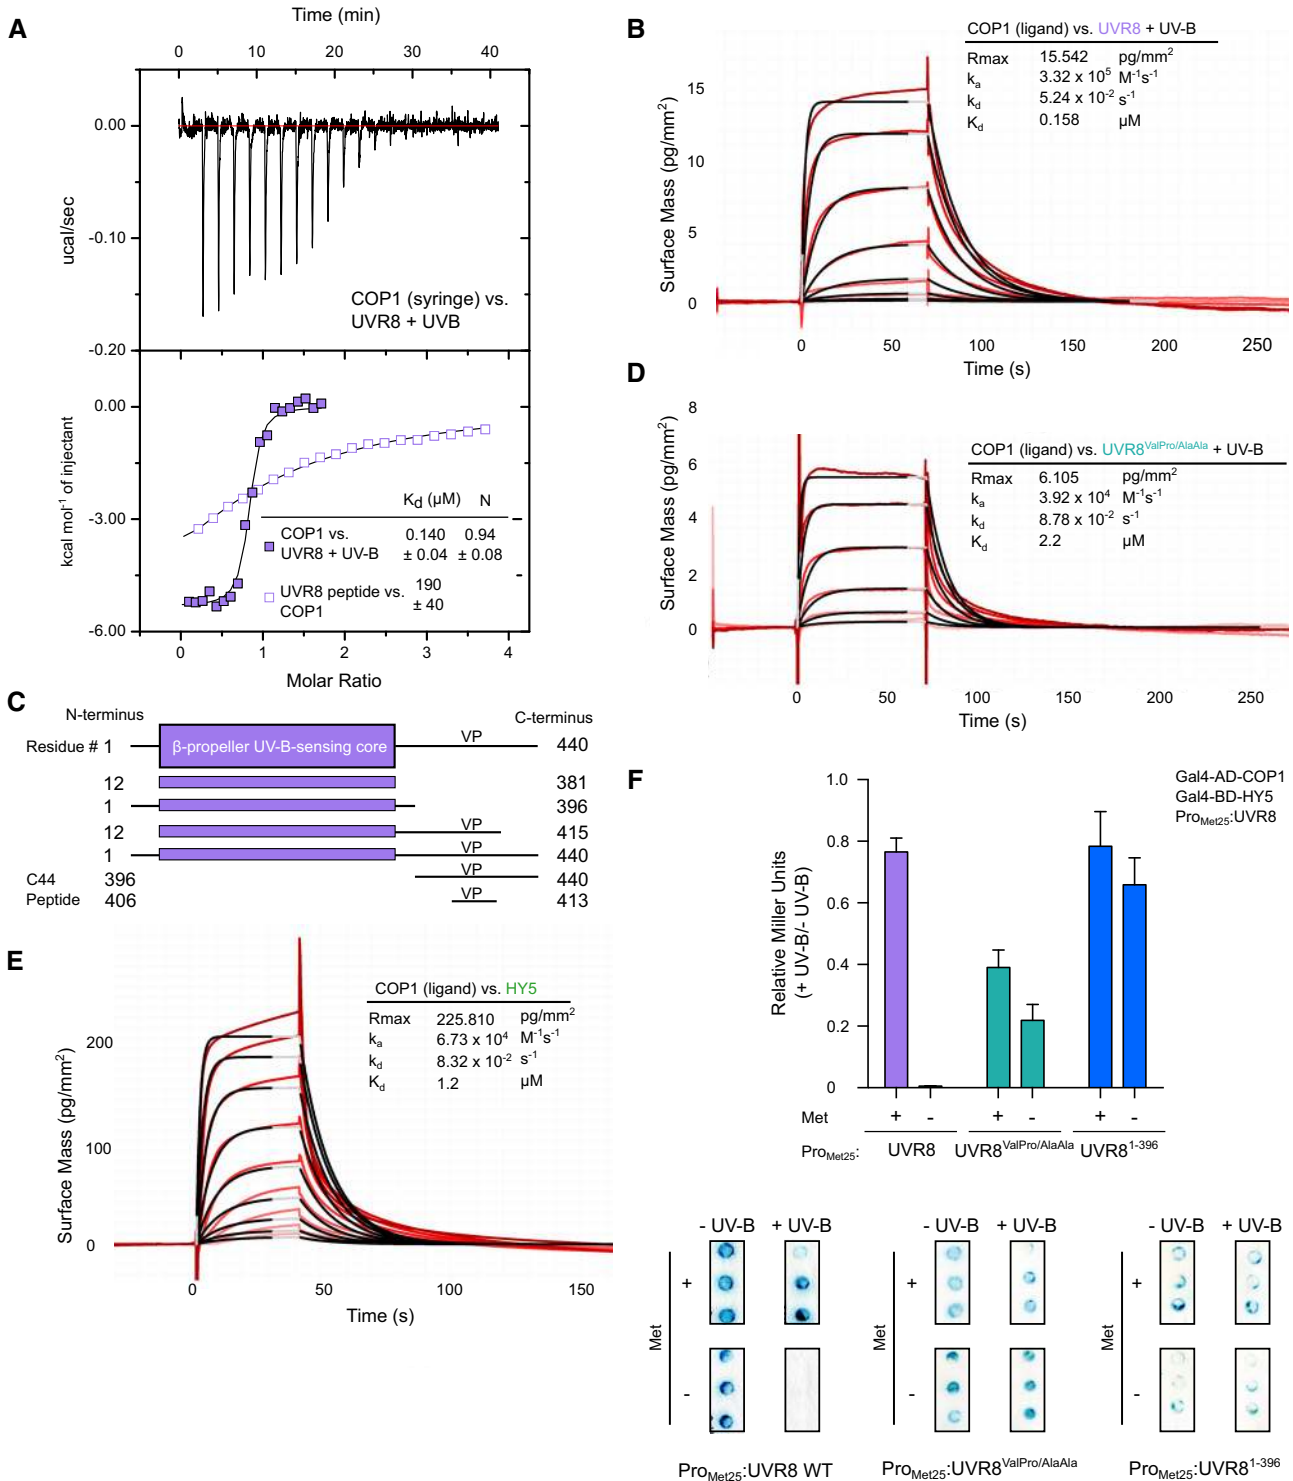 A
Time (min)
0 10 20 30 40
0.00
-0.10
-0.20
ucal/sec
COP1 (syringe) vs.
UVR8 + UVB
0.00
-3.00
-6.00
kcal mol⁻¹ of injectant
Kd (µM) N
COP1 vs.
UVR8 + UV-B
0.140 0.94
± 0.04 ± 0.08
UVR8 peptide vs.
COP1
190
± 40
0 1 2 3 4
Molar Ratio
B
COP1 (ligand) vs. UVR8 + UV-B
Rmax 15.542 pg/mm²
ka 3.32 x 10⁵ M⁻¹s⁻¹
kd 5.24 x 10⁻² s⁻¹
Kd 0.158 µM
Surface Mass (pg/mm²)
15
10
5
0
0 50 100 150 200 250
Time (s)
C
N-terminus C-terminus
Residue # 1 β-propeller UV-B-sensing core VP 440
12 381
1 396
12 VP 415
1 VP 440
C44 396 VP 440
Peptide 406 VP 413
D
COP1 (ligand) vs. UVR8ValPro/AlaAla + UV-B
Rmax 6.105 pg/mm²
ka 3.92 x 10⁴ M⁻¹s⁻¹
kd 8.78 x 10⁻² s⁻¹
Kd 2.2 µM
Surface Mass (pg/mm²)
8
6
4
2
0
0 50 100 150 200 250
Time (s)
E
COP1 (ligand) vs. HY5
Rmax 225.810 pg/mm²
ka 6.73 x 10⁴ M⁻¹s⁻¹
kd 8.32 x 10⁻² s⁻¹
Kd 1.2 µM
Surface Mass (pg/mm²)
200
100
0
0 50 100 150
Time (s)
F
Gal4-AD-COP1
Gal4-BD-HY5
ProMet25:UVR8
Relative Miller Units
(+ UV-B/- UV-B)
1.0
0.8
0.6
0.4
0.2
0
Met + - + - + -
ProMet25: UVR8 UVR8ValPro/AlaAla UVR81-396
- UV-B + UV-B - UV-B + UV-B - UV-B + UV-B
+ + +
Met Met Met
- - -
ProMet25:UVR8 WT ProMet25:UVR8ValPro/AlaAla ProMet25:UVR81-396